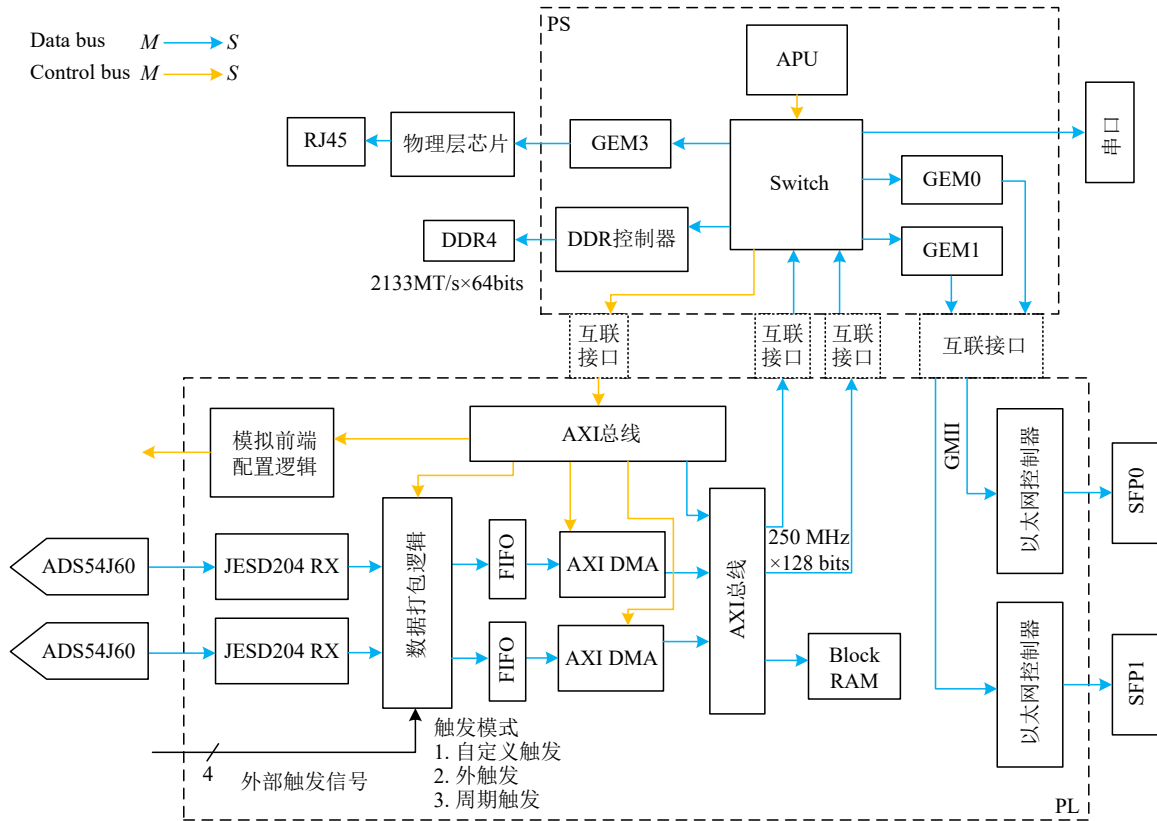 PS
Data bus M S
Control bus M S
APU
RJ45
物理层芯片
GEM3
Switch
GEM0
串口
DDR4
DDR控制器
GEM1
2133MT/s×64bits
互联
接口
互联
接口
互联
接口
互联接口
模拟前端
配置逻辑
AXI总线
GMII
以太网控制器
SFP0
ADS54J60
JESD204 RX
数据打包逻辑
FIFO
AXI DMA
AXI总线
250 MHz
×128 bits
ADS54J60
JESD204 RX
FIFO
AXI DMA
Block
RAM
以太网控制器
SFP1
4
外部触发信号
触发模式
1. 自定义触发
2. 外触发
3. 周期触发
PL